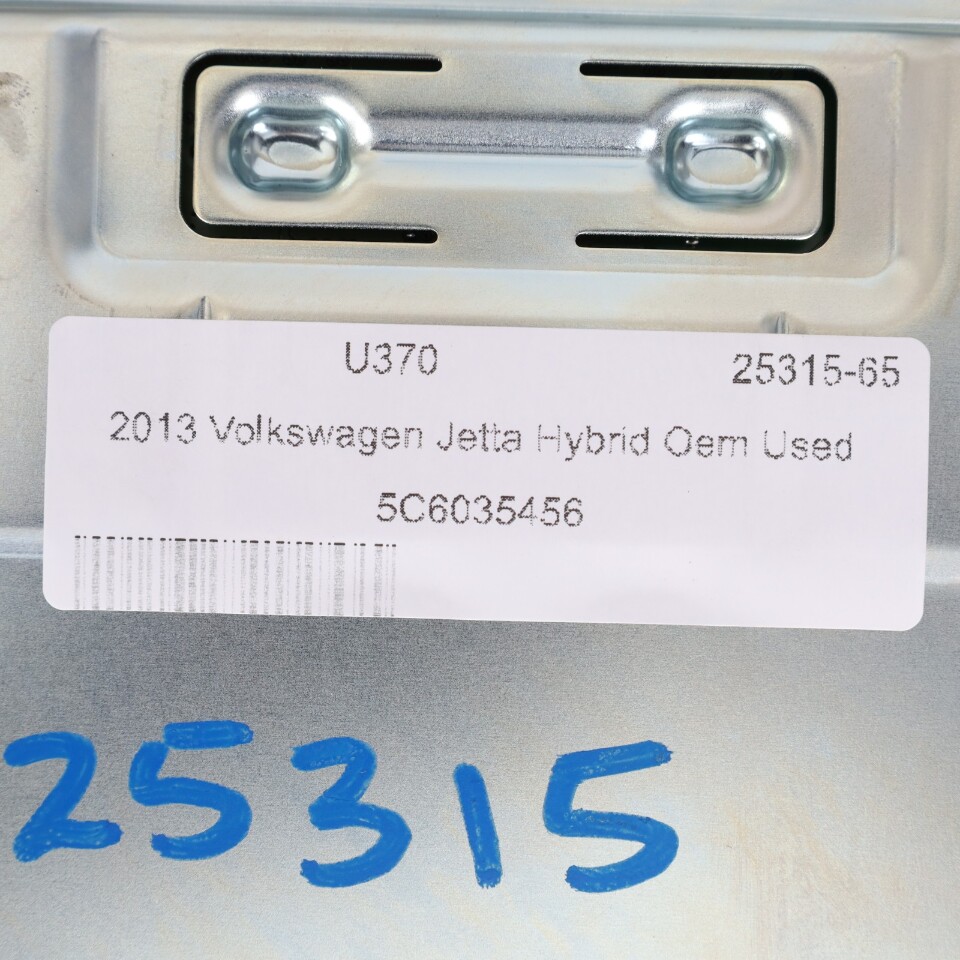 U370 25315-65
2013 Volkswagen Jetta Hybrid Oem Used
5C6035456
25315